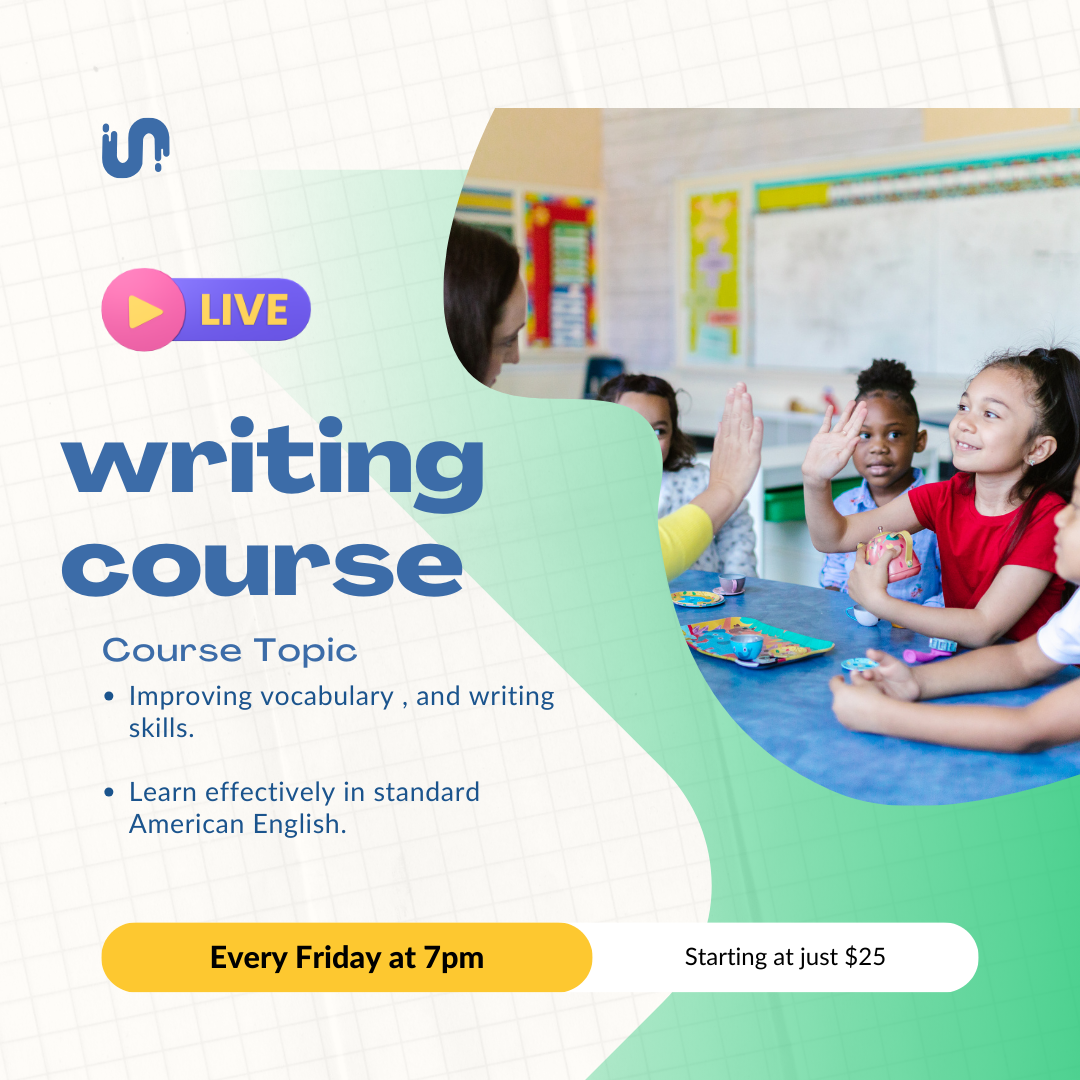 LIVE
writing
course
Course Topic
• Improving vocabulary , and writing
skills.
• Learn effectively in standard
American English.
Every Friday at 7pm
Starting at just $25